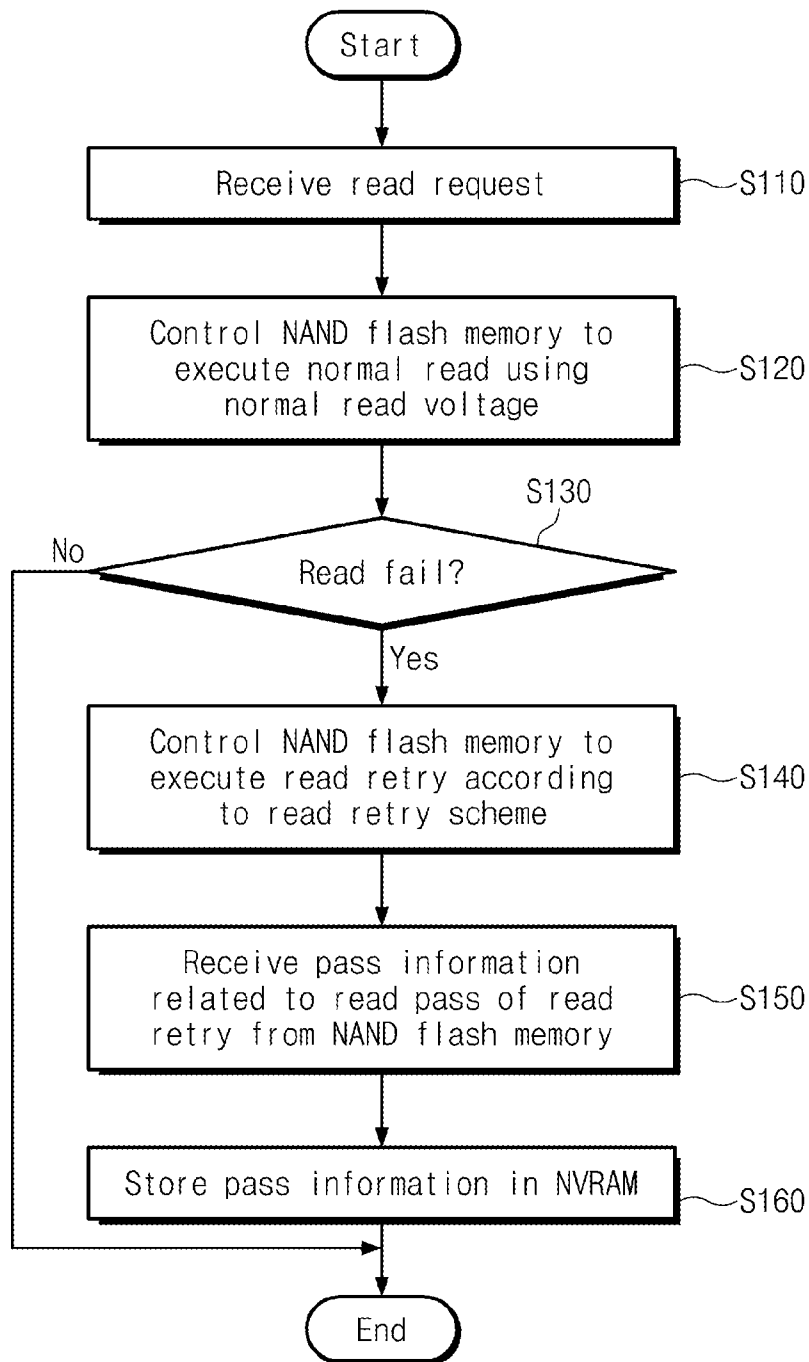 Start
Receive read request
S110
Control NAND flash memory to
execute normal read using
normal read voltage
S120
S130
No
Read fail?
Yes
Control NAND flash memory to
execute read retry according
to read retry scheme
S140
Receive pass information
related to read pass of read
retry from NAND flash memory
S150
Store pass information in NVRAM
S160
End